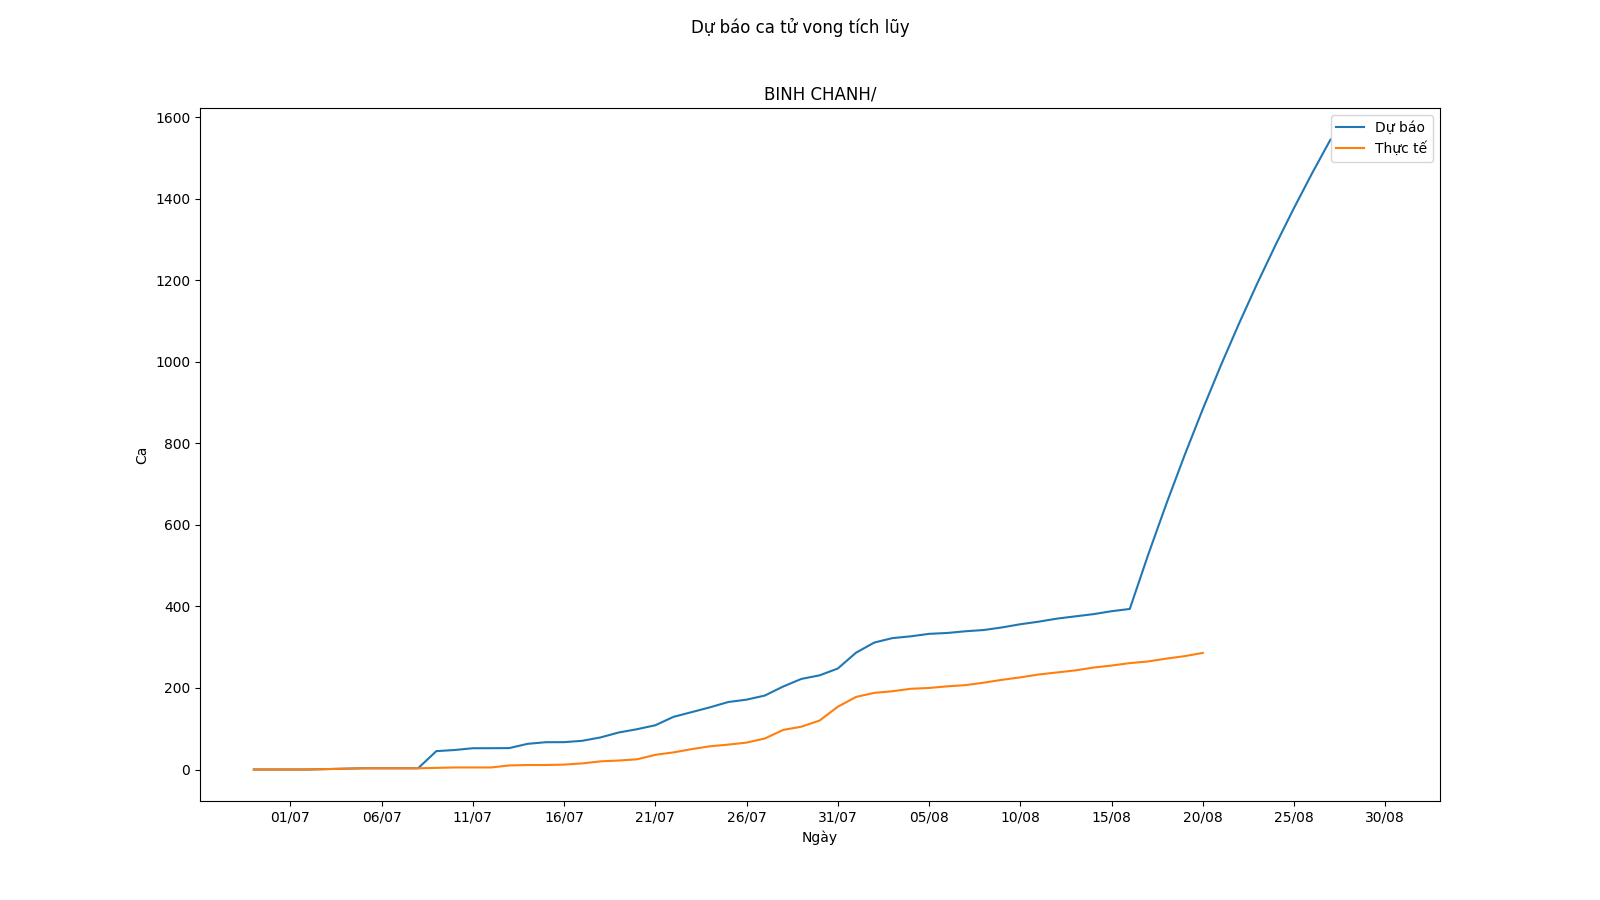 Dự báo ca tử vong tích lũy
BINH CHANH/
1600
1400
1200
1000
800
600
400
200
0
Ca
Dự báo
Thực tế
01/07 06/07 11/07 16/07 21/07 26/07 31/07 05/08 10/08 15/08 20/08 25/08 30/08
Ngày